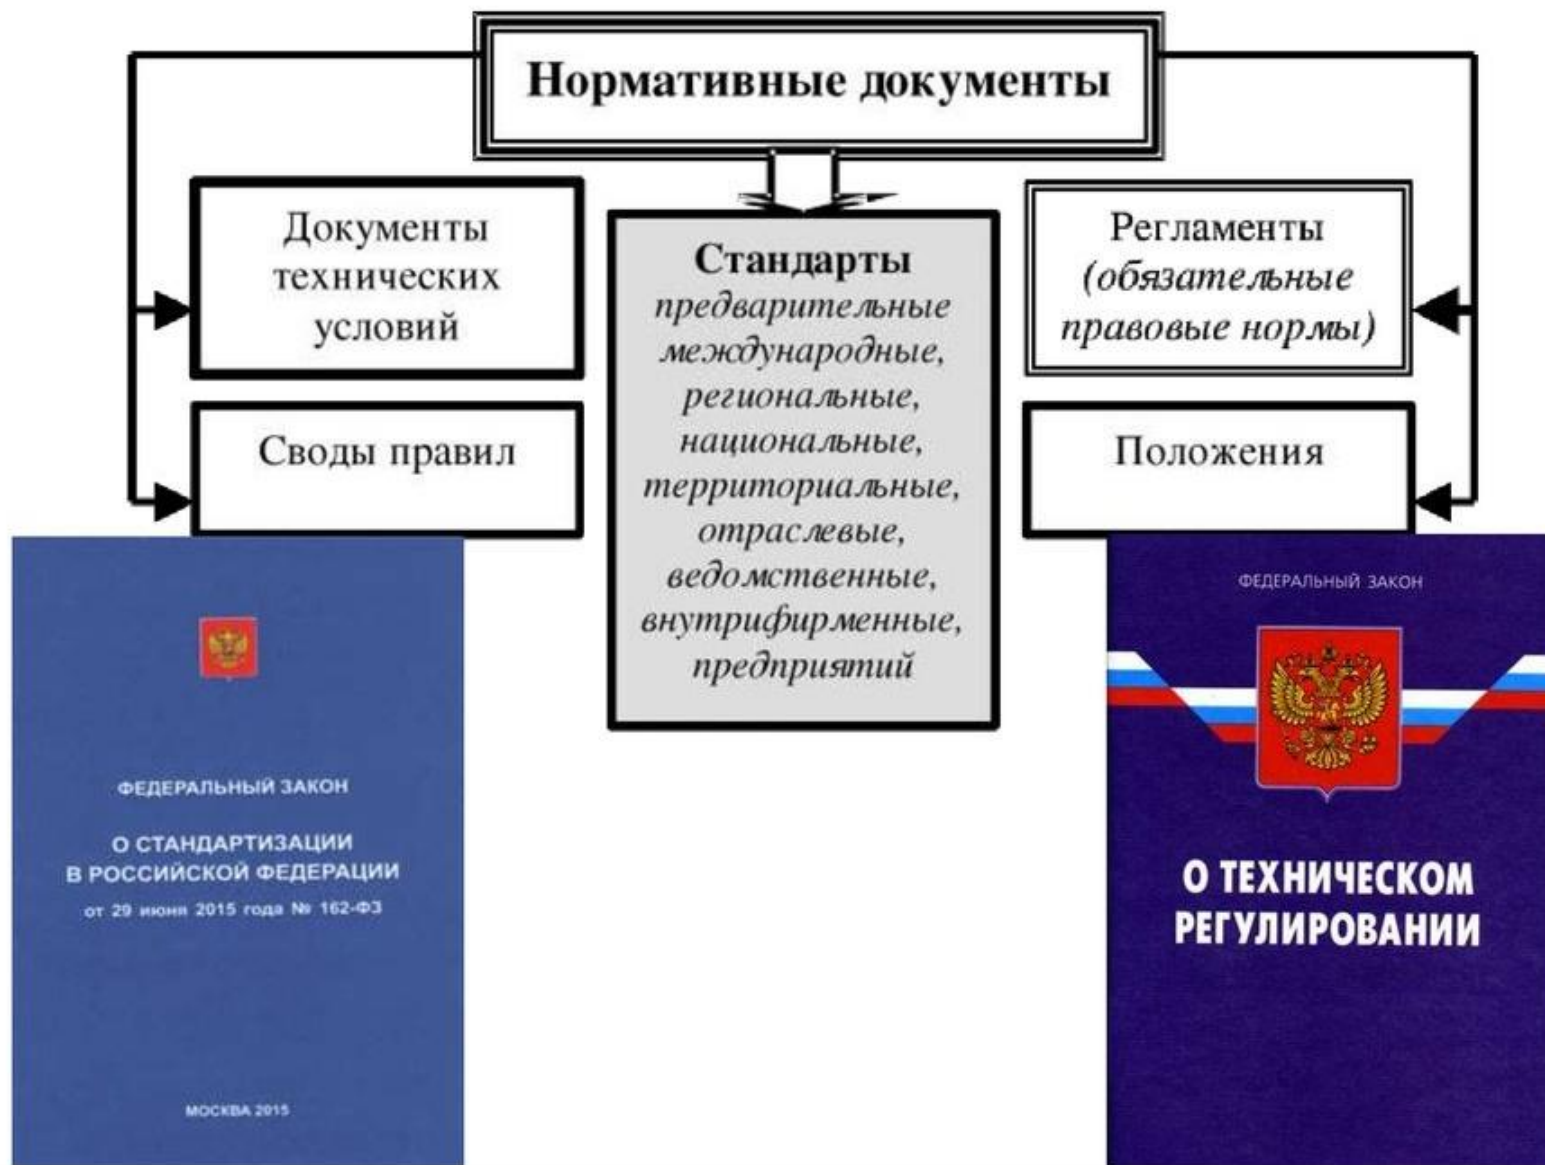 Нормативные документы
Документы
технических
условий
Своды правил
Стандарты
предварительные
международные,
региональные,
национальные,
территориальные,
отраслевые,
ведомственные,
внутрифирменные,
предприятий
Регламенты
(обязательные
правовые нормы)
Положения
ФЕДЕРАЛЬНЫЙ ЗАКОН
О СТАНДАРТИЗАЦИИ
В РОССИЙСКОЙ ФЕДЕРАЦИИ
от 29 июня 2015 года № 162-ФЗ
МОСКВА 2015
ФЕДЕРАЛЬНЫЙ ЗАКОН
О ТЕХНИЧЕСКОМ
РЕГУЛИРОВАНИИ